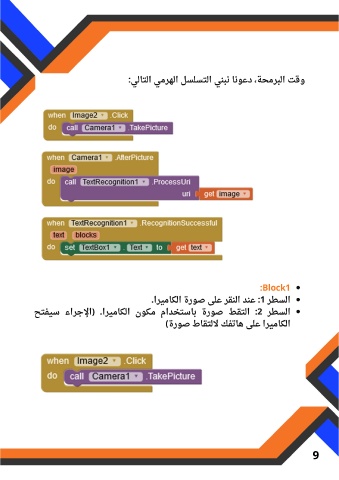 وقت البرمجة، دعونا نبني التسلسل الهرمي التالي:
when Image2 .Click
do call Camera1 .TakePicture
when Camera1 .AfterPicture
image
do call TextRecognition1 .ProcessUri
uri get image
when TextRecognition1 .RecognitionSuccessful
text blocks
do set TextBox1 . Text to get text
• Block1:
• السطر 1: عند النقر على صورة الكاميرا.
• السطر 2: التقط صورة باستخدام مكون الكاميرا. (الإجراء سيفتح
الكاميرا على هاتفك لالتقاط صورة)
when Image2 .Click
do call Camera1 .TakePicture
9